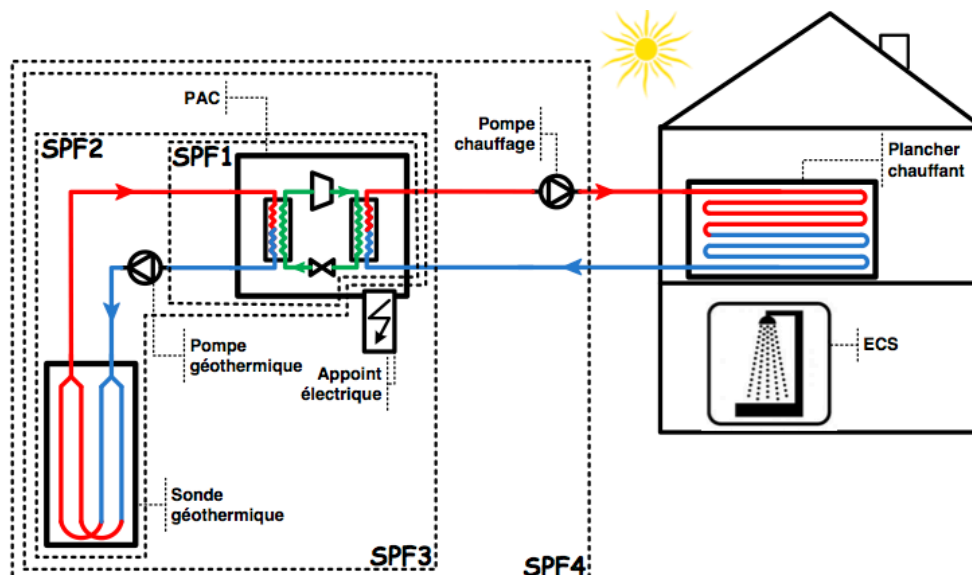 PAC
SPF2
SPF1
Pompe
chauffage
Plancher
chauffant
Pompe
géothermique
Appoint
électrique
ECS
Sonde
géothermique
SPF3
SPF4